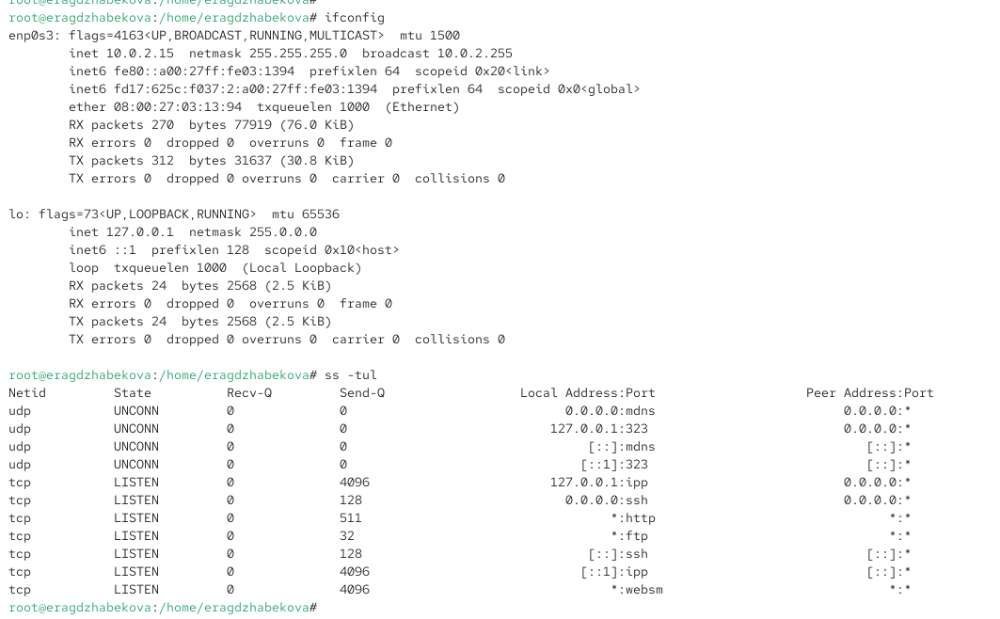 root@eragdzhabekova:/home/eragdzhabekova#
root@eragdzhabekova:/home/eragdzhabekova# ifconfig
enp0s3: flags=4163<UP,BROADCAST,RUNNING,MULTICAST>  mtu 1500
        inet 10.0.2.15  netmask 255.255.255.0  broadcast 10.0.2.255
        inet6 fe80::a00:27ff:fe03:1394  prefixlen 64  scopeid 0x20<link>
        inet6 fd17:625c:f037:2:a00:27ff:fe03:1394  prefixlen 64  scopeid 0x0<global>
        ether 08:00:27:03:13:94  txqueuelen 1000  (Ethernet)
        RX packets 270  bytes 77919 (76.0 KiB)
        RX errors 0  dropped 0  overruns 0  frame 0
        TX packets 312  bytes 31637 (30.8 KiB)
        TX errors 0  dropped 0 overruns 0  carrier 0  collisions 0

lo: flags=73<UP,LOOPBACK,RUNNING>  mtu 65536
        inet 127.0.0.1  netmask 255.0.0.0
        inet6 ::1  prefixlen 128  scopeid 0x10<host>
        loop  txqueuelen 1000  (Local Loopback)
        RX packets 24  bytes 2568 (2.5 KiB)
        RX errors 0  dropped 0  overruns 0  frame 0
        TX packets 24  bytes 2568 (2.5 KiB)
        TX errors 0  dropped 0 overruns 0  carrier 0  collisions 0

root@eragdzhabekova:/home/eragdzhabekova# ss -tul
Netid         State         Recv-Q         Send-Q                  Local Address:Port                    Peer Address:Port
udp           UNCONN        0              0                             0.0.0.0:mdns                         0.0.0.0:*
udp           UNCONN        0              0                           127.0.0.1:323                          0.0.0.0:*
udp           UNCONN        0              0                                [::]:mdns                            [::]:*
udp           UNCONN        0              0                               [::1]:323                             [::]:*
tcp           LISTEN        0              4096                        127.0.0.1:ipp                          0.0.0.0:*
tcp           LISTEN        0              128                           0.0.0.0:ssh                          0.0.0.0:*
tcp           LISTEN        0              511                                 *:http                               *:*
tcp           LISTEN        0              32                                  *:ftp                                *:*
tcp           LISTEN        0              128                              [::]:ssh                             [::]:*
tcp           LISTEN        0              4096                            [::1]:ipp                             [::]:*
tcp           LISTEN        0              4096                                *:websm                              *:*
root@eragdzhabekova:/home/eragdzhabekova#